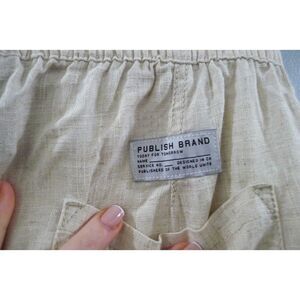 PUBLISH BRAND
TODAY FOR TOMORROW
NAME
SERVICE NO. DESIGNED IN CA
PUBLISHERS OF THE WORLD UNITE